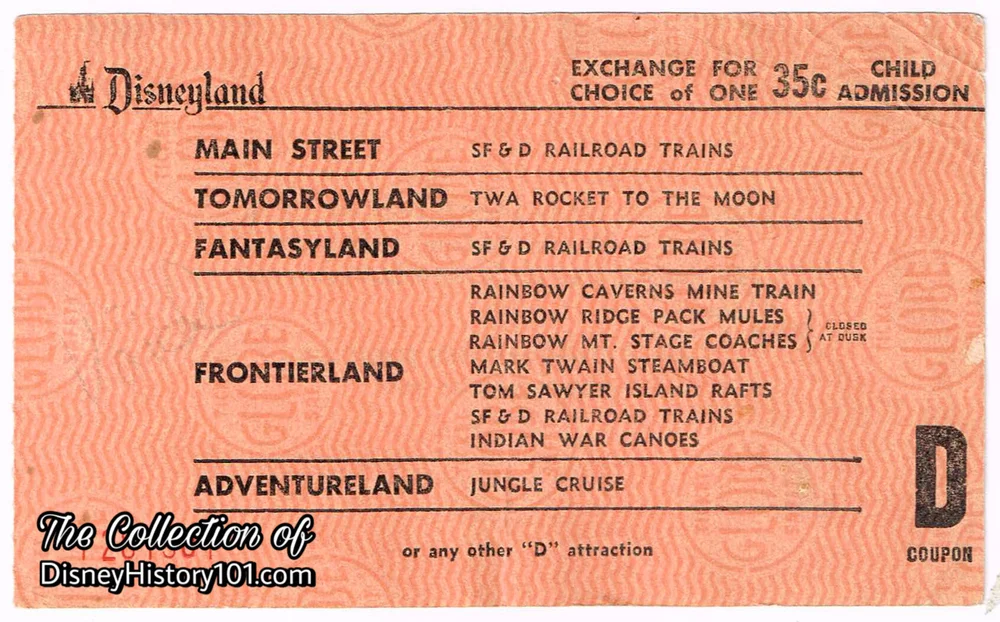 Disneyland
EXCHANGE FOR
CHOICE of ONE 35c CHILD
ADMISSION
MAIN STREET SF & D RAILROAD TRAINS
TOMORROWLAND TWA ROCKET TO THE MOON
FANTASYLAND SF & D RAILROAD TRAINS
FRONTIERLAND
RAINBOW CAVERNS MINE TRAIN
RAINBOW RIDGE PACK MULES
RAINBOW MT. STAGE COACHES
CLOSED
AT DUSK
MARK TWAIN STEAMBOAT
TOM SAWYER ISLAND RAFTS
SF & D RAILROAD TRAINS
INDIAN WAR CANOES
ADVENTURELAND JUNGLE CRUISE
or any other "D" attraction
D
COUPON
The Collection of
DisneyHistory101.com